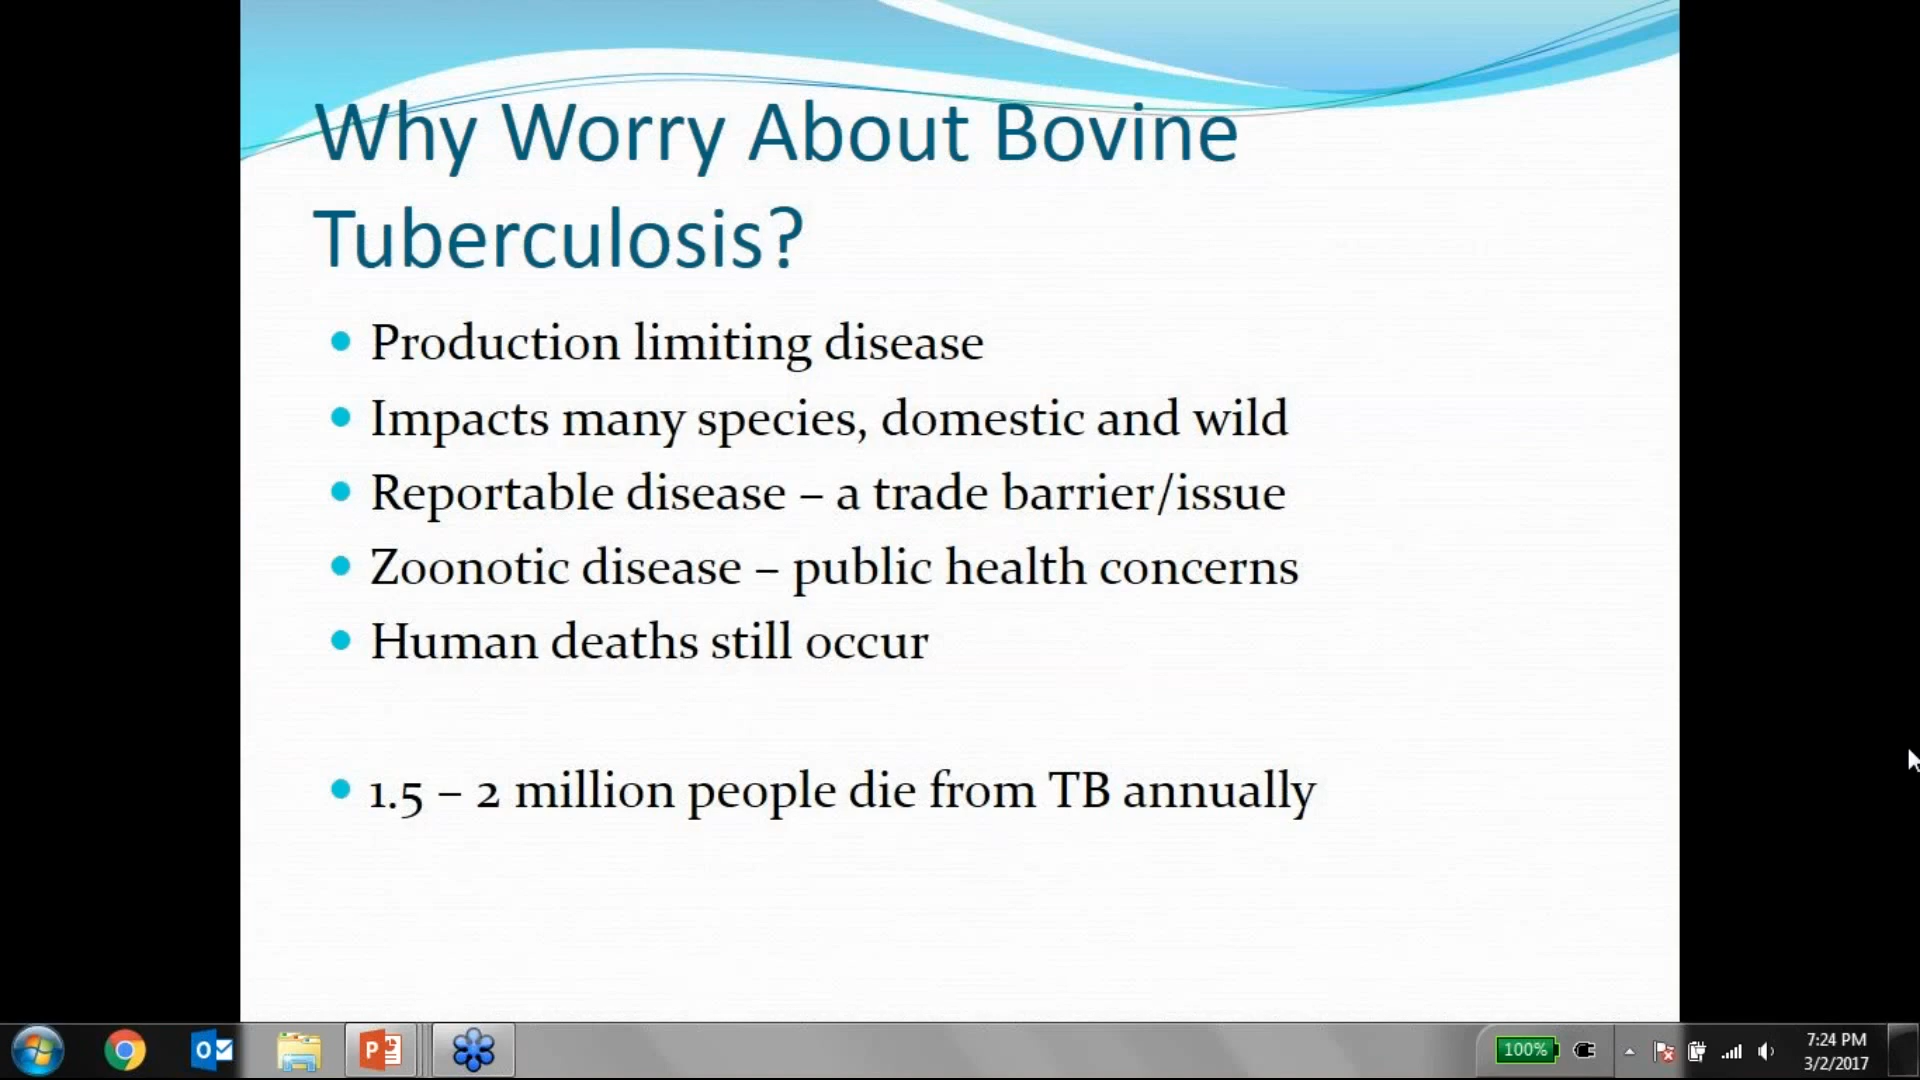 Why Worry About Bovine
Tuberculosis?
• Production limiting disease
• Impacts many species, domestic and wild
• Reportable disease – a trade barrier/issue
• Zoonotic disease – public health concerns
• Human deaths still occur
• 1.5 – 2 million people die from TB annually
100%
7:24 PM
3/2/2017